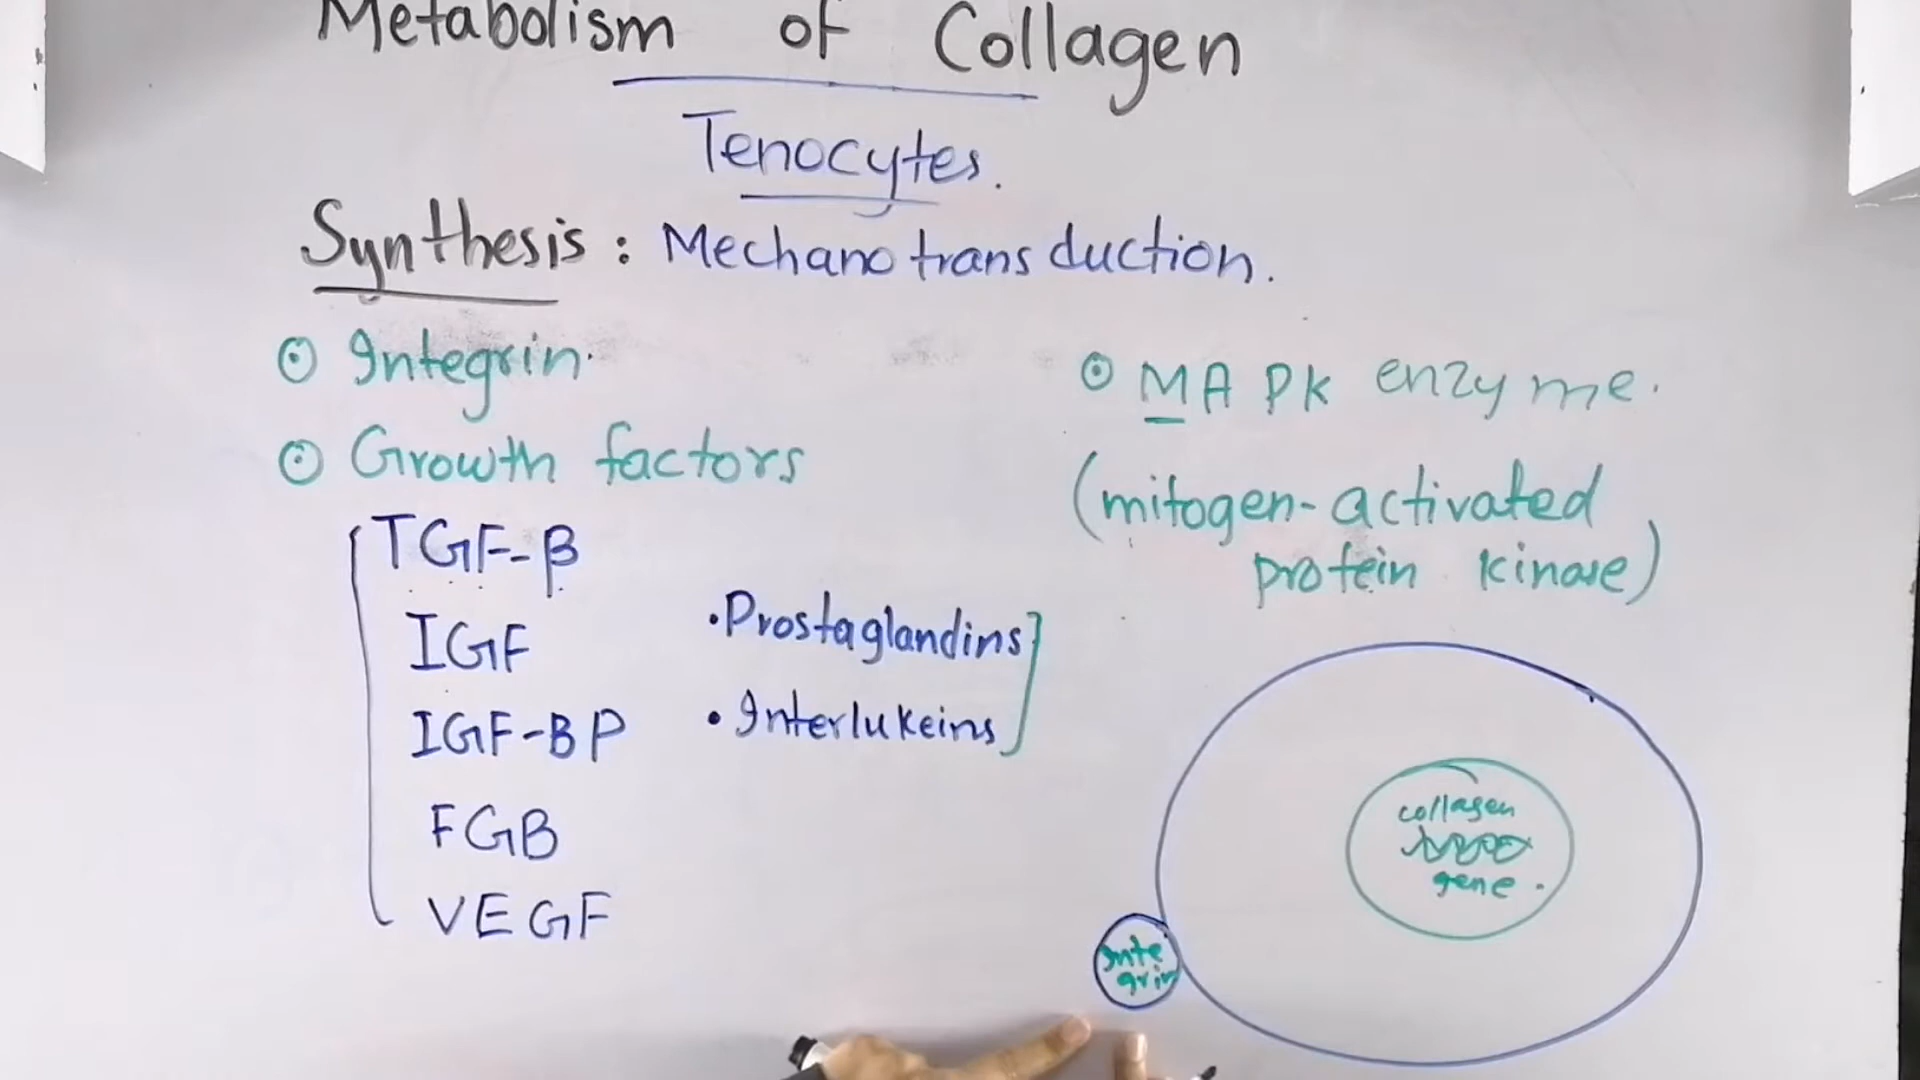 Metabolism of Collagen
Tenocytes.
Synthesis : Mechanotransduction.
Integrin.
Growth factors
TGF-β
IGF
IGF-BP
FGB
VEGF
• Prostaglandins
• Interlukeins
MAPK enzyme.
(mitogen-activated
protein kinase)
collagen
gene.
Inte
grin